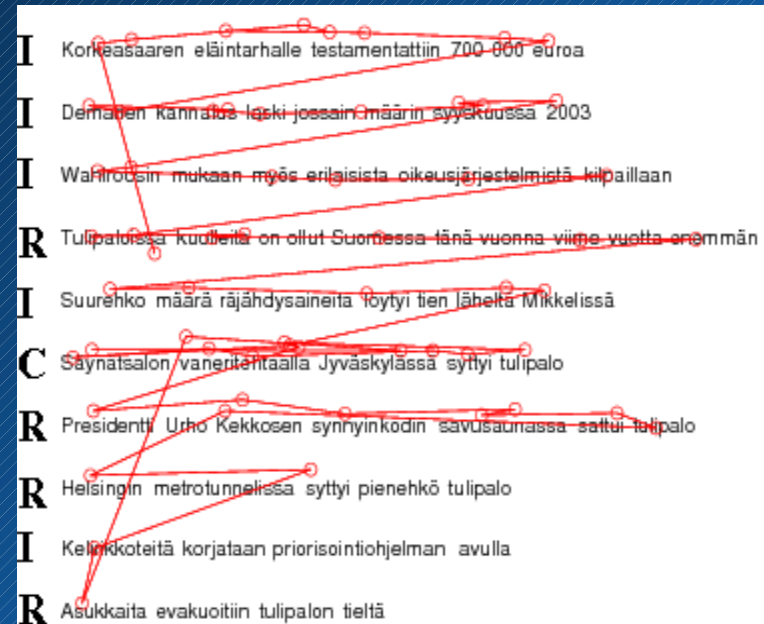 I Korkeasaaren eläintarhalle testamentattiin 700 000 euroa
I Demarien kannatus laski jossain määrin syyskuussa 2003
I Wahlroosin mukaan myös erilaisista oikeusjärjestelmistä kilpaillaan
R Tulipaloissa kuolleita on ollut Suomessa tänä vuonna viime vuotta enemmän
I Suurehko määrä räjähdysaineita löytyi tien läheltä Mikkelissä
C Säynätsalon vaneritehtaalla Jyväskylässä syttyi tulipalo
R Presidentti Urho Kekkosen synnyinkodin savusaunassa sattui tulipalo
R Helsingin metrotunnelissa syttyi pienehkö tulipalo
I Kelirikkoteitä korjataan priorisointiohjelman avulla
R Asukkaita evakuoitiin tulipalon tieltä